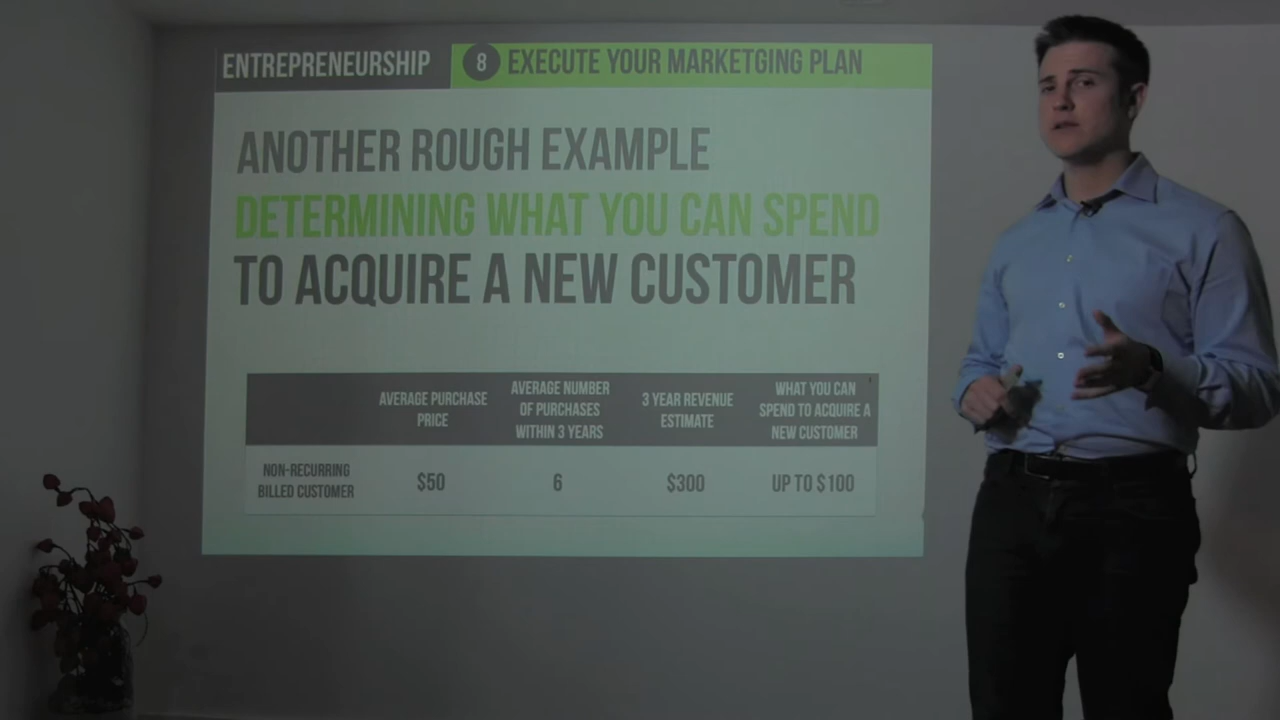 ENTREPRENEURSHIP
8 EXECUTE YOUR MARKETGING PLAN
ANOTHER ROUGH EXAMPLE
DETERMINING WHAT YOU CAN SPEND
TO ACQUIRE A NEW CUSTOMER
AVERAGE PURCHASE
PRICE
AVERAGE NUMBER
OF PURCHASES
WITHIN 3 YEARS
3 YEAR REVENUE
ESTIMATE
WHAT YOU CAN
SPEND TO ACQUIRE A
NEW CUSTOMER
NON-RECURRING
BILLED CUSTOMER
$50
6
$300
UP TO $100